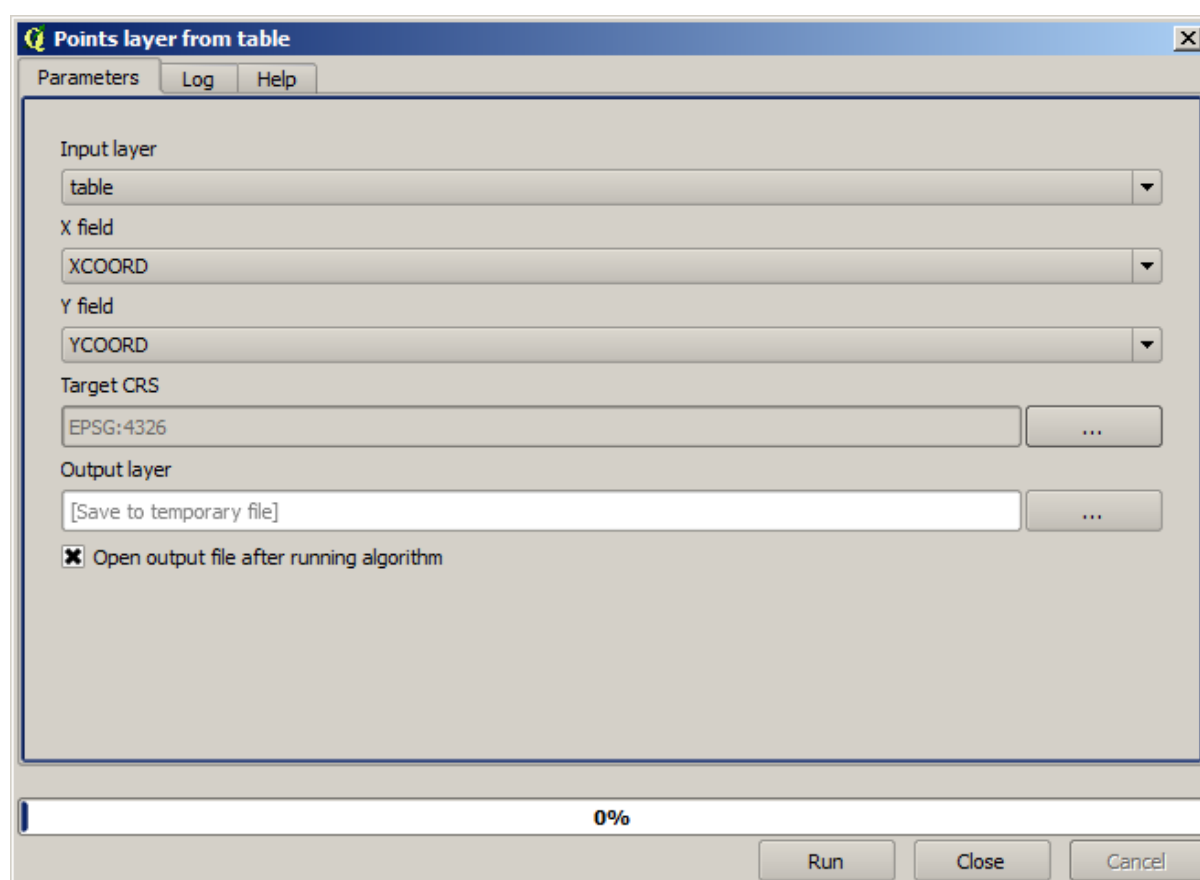 Points layer from table
Parameters Log Help
Input layer
table
X field
XCOORD
Y field
YCOORD
Target CRS
EPSG:4326 ...
Output layer
[Save to temporary file] ...
Open output file after running algorithm
0%
Run Close Cancel